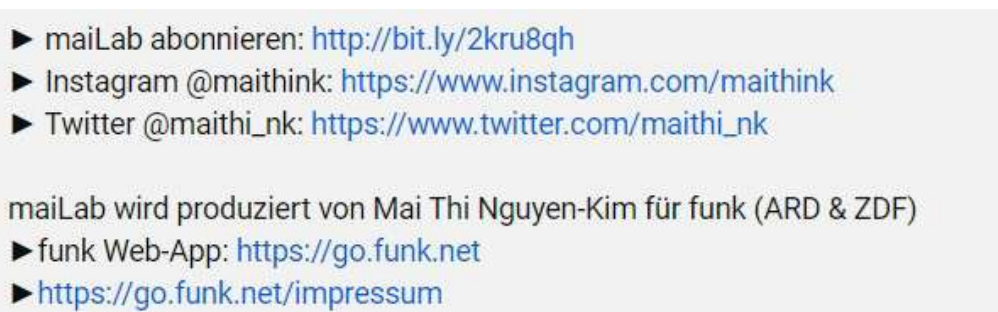 ► maiLab abonnieren: http://bit.ly/2kru8qh
► Instagram @maithink: https://www.instagram.com/maithink
► Twitter @maithi_nk: https://www.twitter.com/maithi_nk
maiLab wird produziert von Mai Thi Nguyen-Kim für funk (ARD & ZDF)
►funk Web-App: https://go.funk.net
►https://go.funk.net/impressum